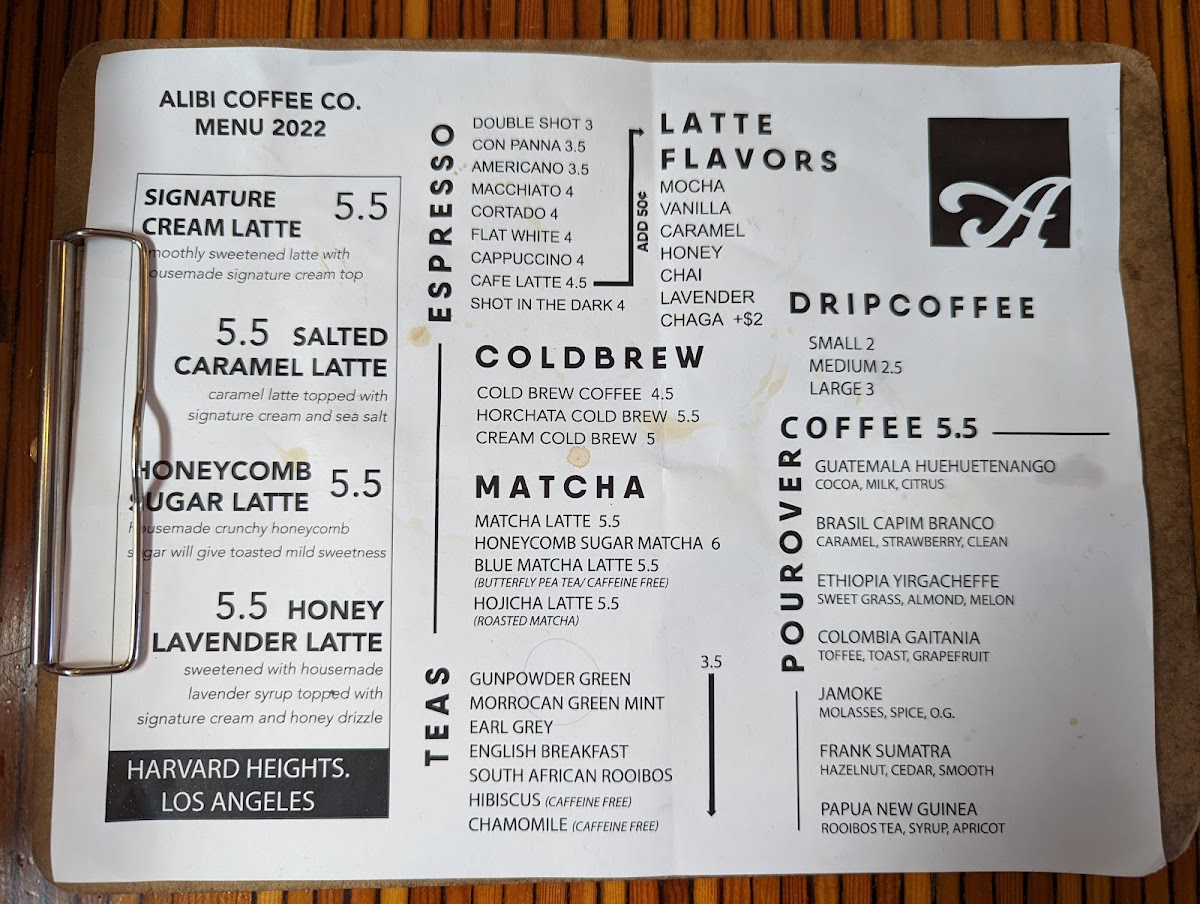 ALIBI COFFEE CO.
MENU 2022
SIGNATURE 5.5
CREAM LATTE
moothly sweetened latte with
ousemade signature cream top
5.5 SALTED
CARAMEL LATTE
caramel latte topped with
signature cream and sea salt
HONEYCOMB
SUGAR LATTE 5.5
housemade crunchy honeycomb
sugar will give toasted mild sweetness
5.5 HONEY
LAVENDER LATTE
sweetened with housemade
lavender syrup topped with
signature cream and honey drizzle
HARVARD HEIGHTS.
LOS ANGELES
ESPRESSO
DOUBLE SHOT 3
CON PANNA 3.5
AMERICANO 3.5
MACCHIATO 4
CORTADO 4
FLAT WHITE 4
CAPPUCCINO 4
CAFE LATTE 4.5
SHOT IN THE DARK 4
ADD 50¢
LATTE
FLAVORS
MOCHA
VANILLA
CARAMEL
HONEY
CHAI
LAVENDER
CHAGA +$2
COLDBREW
COLD BREW COFFEE 4.5
HORCHATA COLD BREW 5.5
CREAM COLD BREW 5
MATCHA
MATCHA LATTE 5.5
HONEYCOMB SUGAR MATCHA 6
BLUE MATCHA LATTE 5.5
(BUTTERFLY PEA TEA/ CAFFEINE FREE)
HOJICHA LATTE 5.5
(ROASTED MATCHA)
TEAS
3.5
GUNPOWDER GREEN
MORROCAN GREEN MINT
EARL GREY
ENGLISH BREAKFAST
SOUTH AFRICAN ROOIBOS
HIBISCUS (CAFFEINE FREE)
CHAMOMILE (CAFFEINE FREE)
A
DRIPCOFFEE
SMALL 2
MEDIUM 2.5
LARGE 3
POUROVER
COFFEE 5.5
GUATEMALA HUEHUETENANGO
COCOA, MILK, CITRUS
BRASIL CAPIM BRANCO
CARAMEL, STRAWBERRY, CLEAN
ETHIOPIA YIRGACHEFFE
SWEET GRASS, ALMOND, MELON
COLOMBIA GAITANIA
TOFFEE, TOAST, GRAPEFRUIT
JAMOKE
MOLASSES, SPICE, O.G.
FRANK SUMATRA
HAZELNUT, CEDAR, SMOOTH
PAPUA NEW GUINEA
ROOIBOS TEA, SYRUP, APRICOT